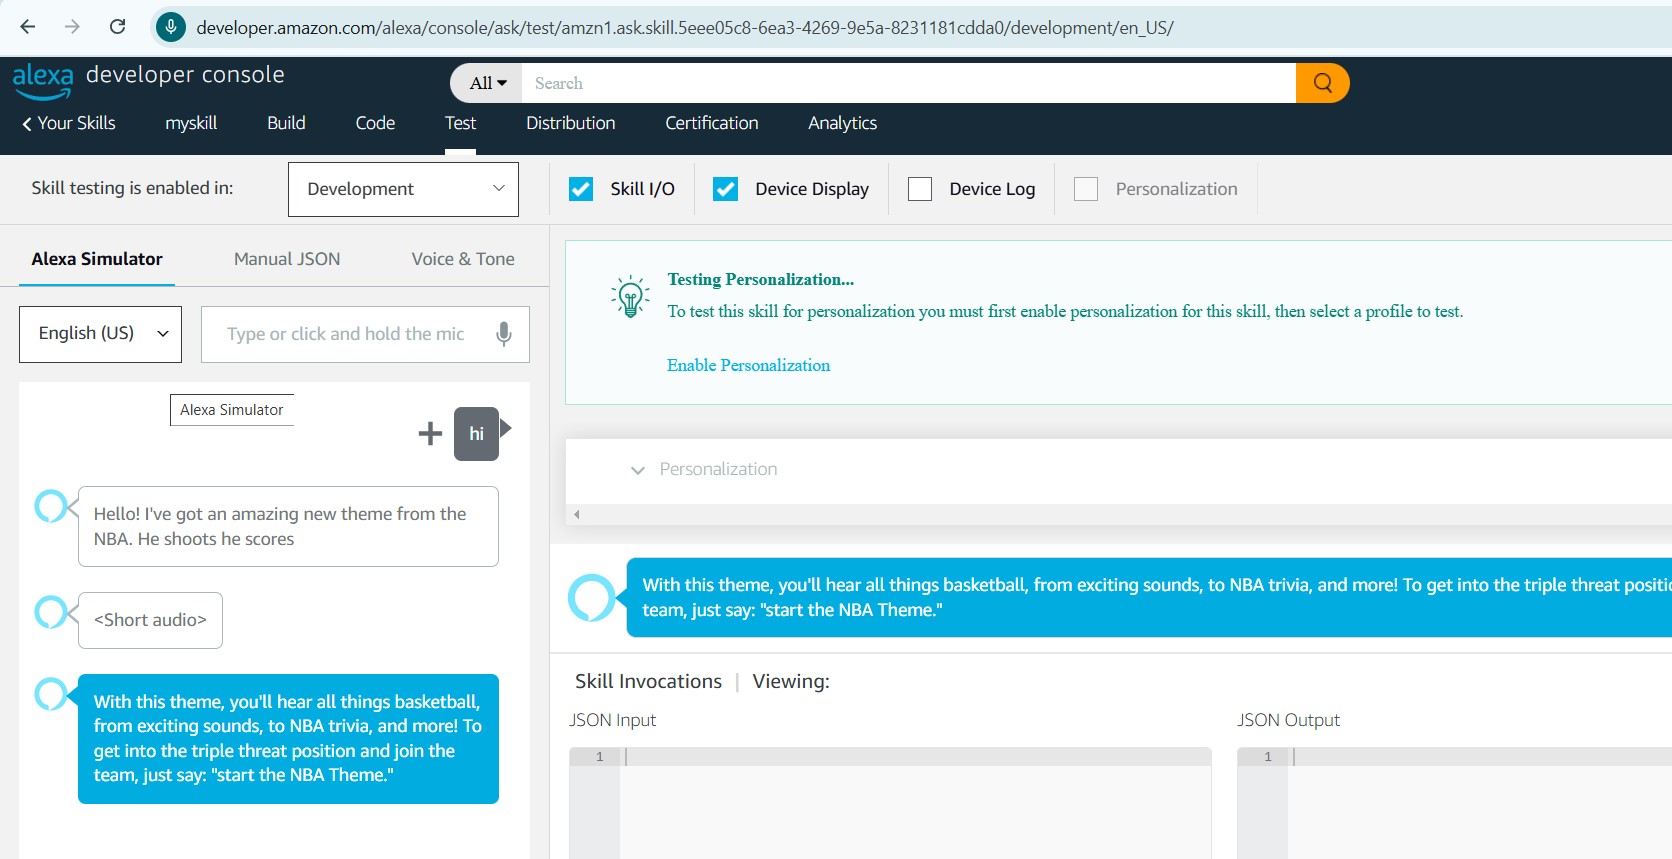 developer.amazon.com/alexa/console/ask/test/amzn1.ask.skill.5eee05c8-6ea3-4269-9e5a-8231181cdda0/development/en_US/
alexa developer console
All
Search
Your Skills
myskill
Build
Code
Test
Distribution
Certification
Analytics
Skill testing is enabled in:
Development
Skill I/O
Device Display
Device Log
Personalization
Alexa Simulator
Manual JSON
Voice & Tone
English (US)
Type or click and hold the mic
Alexa Simulator
hi
Hello! I've got an amazing new theme from the
NBA. He shoots he scores
<Short audio>
With this theme, you'll hear all things basketball,
from exciting sounds, to NBA trivia, and more! To
get into the triple threat position and join the
team, just say: "start the NBA Theme."
Testing Personalization...
To test this skill for personalization you must first enable personalization for this skill, then select a profile to test.
Enable Personalization
Personalization
With this theme, you'll hear all things basketball, from exciting sounds, to NBA trivia, and more! To get into the triple threat
team, just say: "start the NBA Theme."
Skill Invocations | Viewing:
JSON Input
1
JSON Output
1